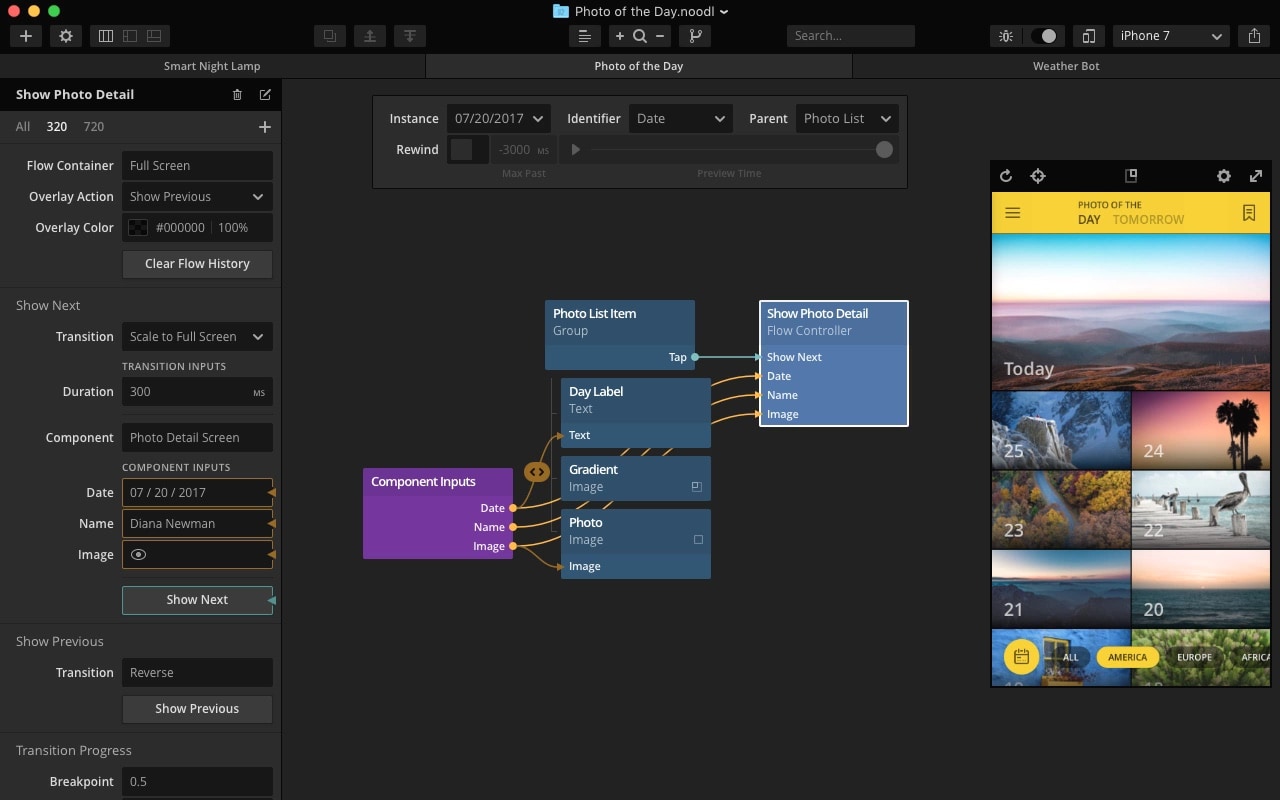 Photo of the Day.noodl
Search...
iPhone 7
Smart Night Lamp
Photo of the Day
Weather Bot
Show Photo Detail
All 320 720
Flow Container Full Screen
Overlay Action Show Previous
Overlay Color #000000 100%
Clear Flow History
Show Next
Transition Scale to Full Screen
TRANSITION INPUTS
Duration 300 MS
Component Photo Detail Screen
COMPONENT INPUTS
Date 07 / 20 / 2017
Name Diana Newman
Image
Show Next
Show Previous
Transition Reverse
Show Previous
Transition Progress
Breakpoint 0.5
Instance 07/20/2017 Identifier Date Parent Photo List
Rewind -3000 MS
Max Past Preview Time
Photo List Item
Group
Tap
Show Photo Detail
Flow Controller
Show Next
Date
Name
Image
Day Label
Text
Text
Gradient
Image
Photo
Image
Image
Component Inputs
Date
Name
Image
PHOTO OF THE
DAY TOMORROW
Today
25 24
23 22
21 20
ALL AMERICA EUROPE AFRICA